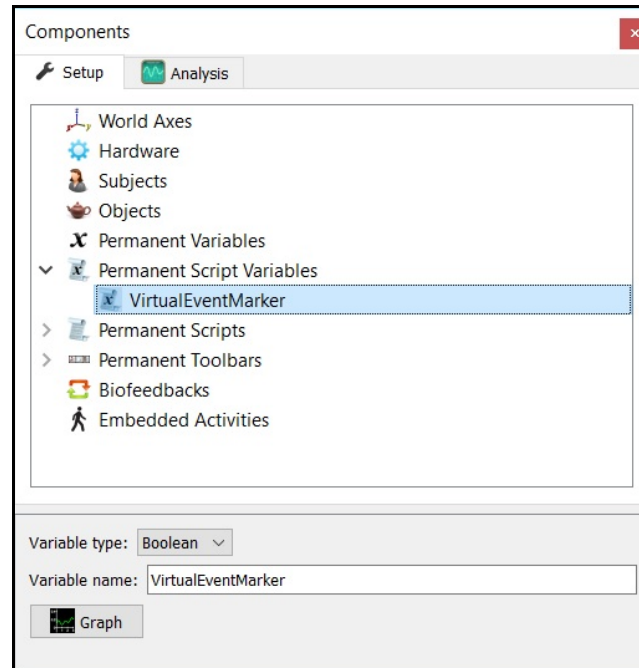 Components
Setup Analysis
World Axes
Hardware
Subjects
Objects
Permanent Variables
Permanent Script Variables
VirtualEventMarker
Permanent Scripts
Permanent Toolbars
Biofeedbacks
Embedded Activities
Variable type: Boolean
Variable name: VirtualEventMarker
Graph